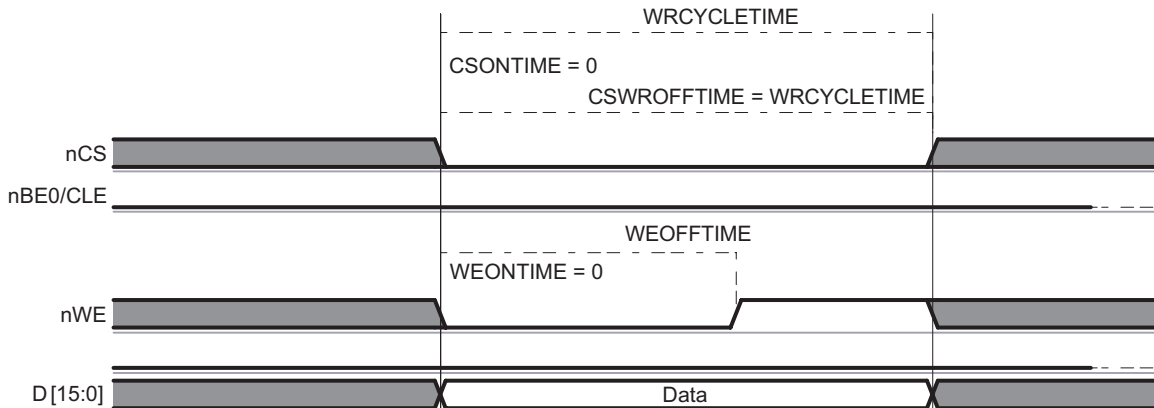 WRCYCLETIME
CSONTIME = 0
CSWROFFTIME = WRCYCLETIME
nCS
nBE0/CLE
WEOFFTIME
WEONTIME = 0
nWE
D[15:0]
Data